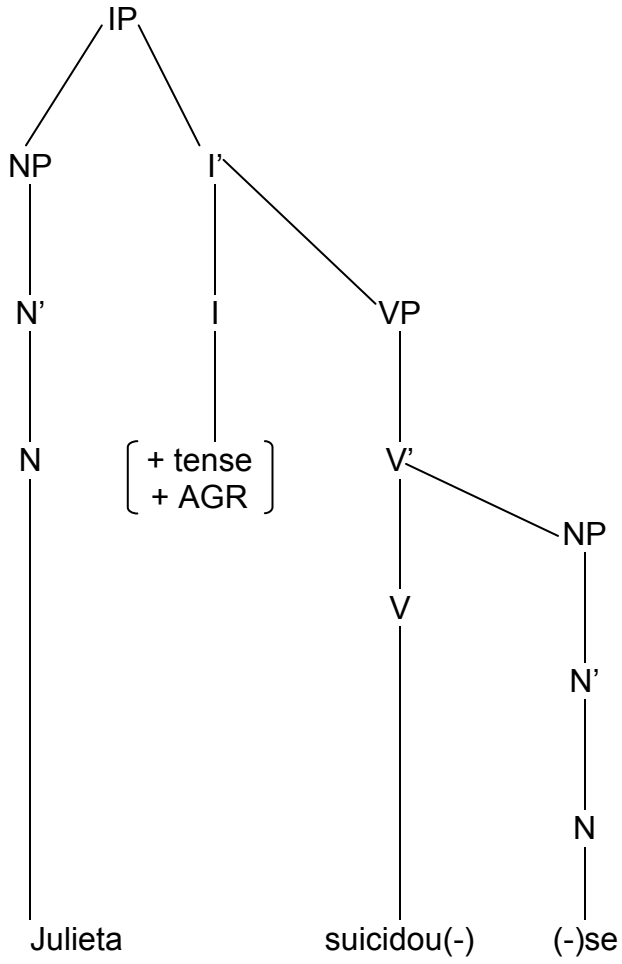 IP
NP I’
N’ I VP
N + tense V’
+ AGR
NP
V
N’
N
Julieta suicidou(-) (-)se